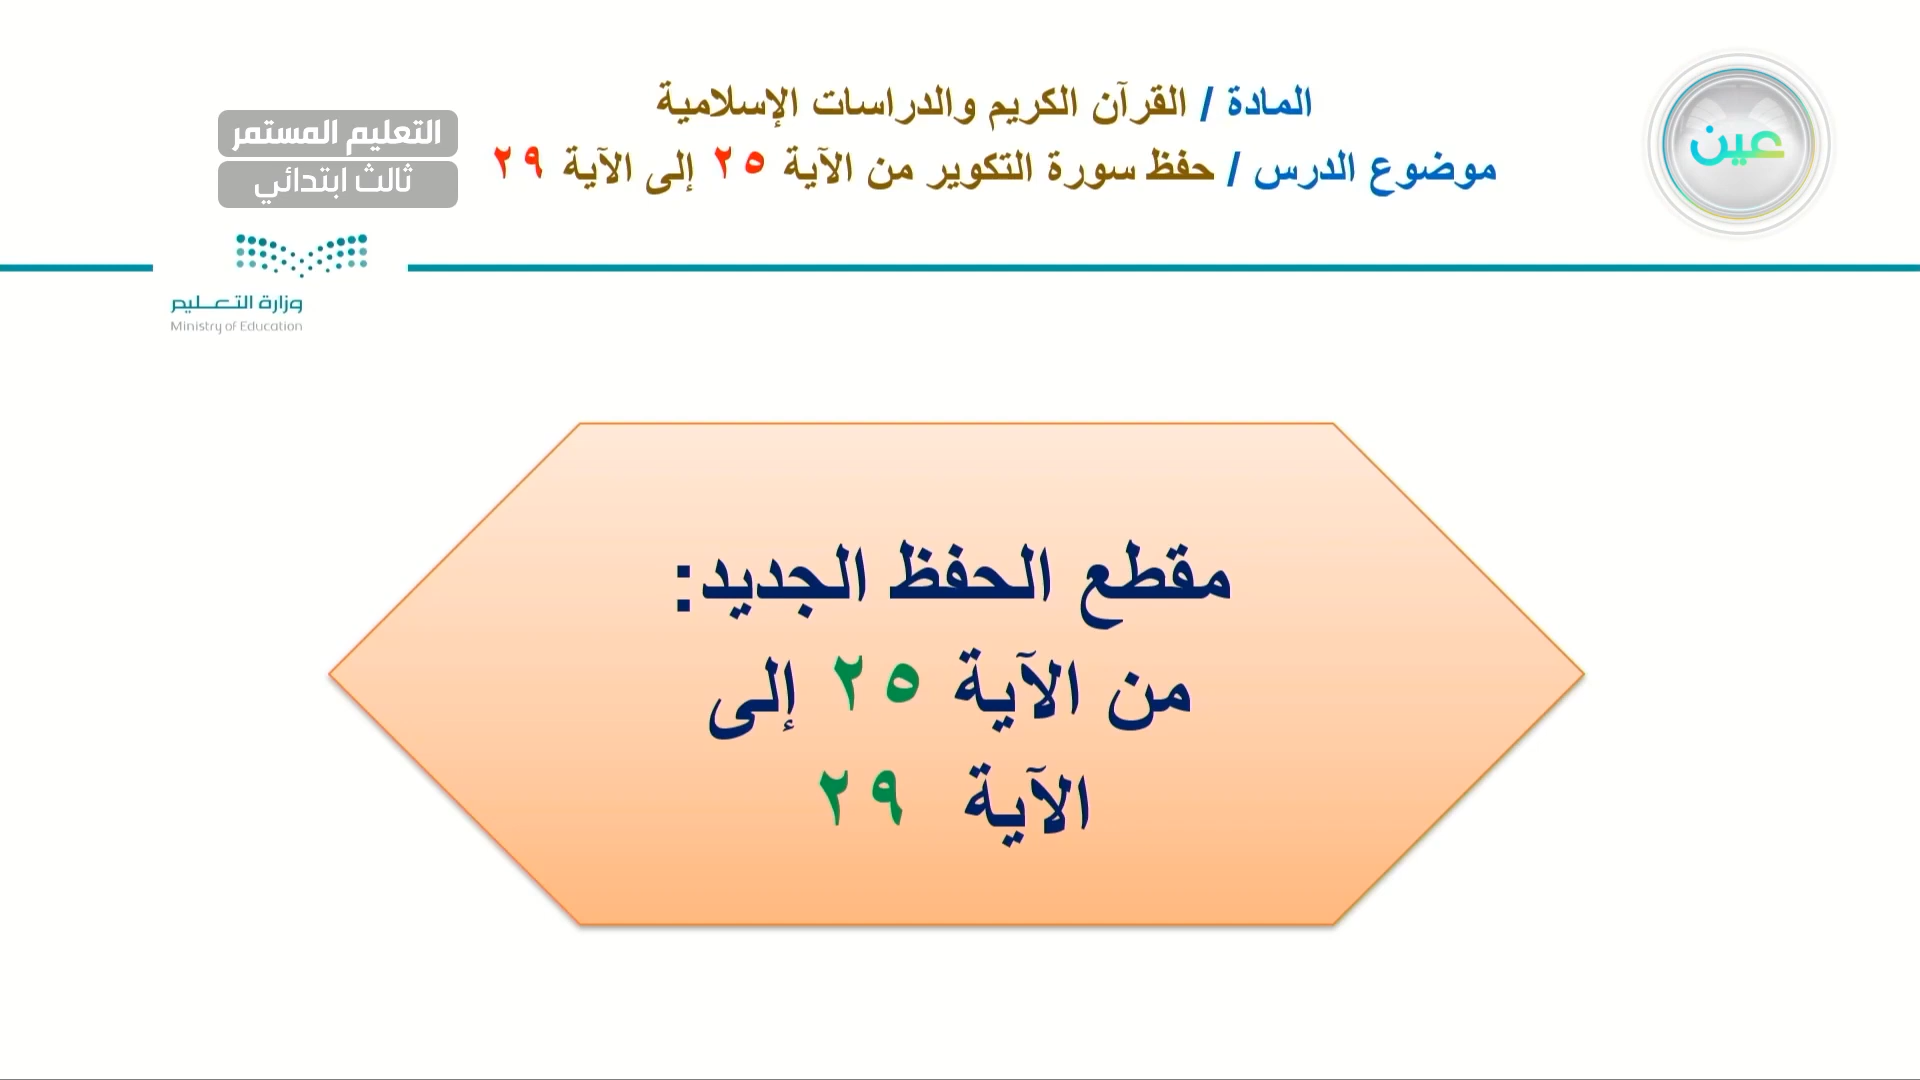 المادة / القرآن الكريم والدراسات الإسلامية
موضوع الدرس / حفظ سورة التكوير من الآية ٢٥ إلى الآية ٢٩
عين
التعليم المستمر
ثالث ابتدائي
وزارة التعليم
Ministry of Education
مقطع الحفظ الجديد:
من الآية ٢٥ إلى
الآية ٢٩